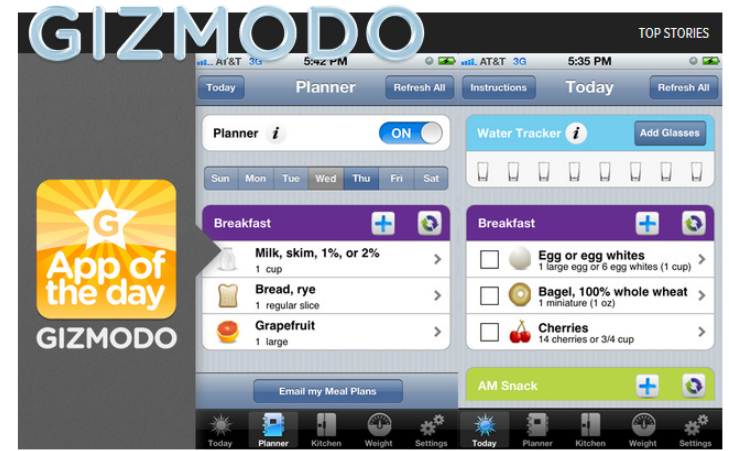 GIZMODO
TOP STORIES
G
App of
the day
GIZMODO
AT&T 3G 5:42 PM
Today Planner Refresh All
Planner i ON
Sun Mon Tue Wed Thu Fri Sat
Breakfast
Milk, skim, 1%, or 2%
1 cup
Bread, rye
1 regular slice
Grapefruit
1 large
Email my Meal Plans
Today Planner Kitchen Weight Settings
AT&T 3G 5:35 PM
Instructions Today Refresh All
Water Tracker i Add Glasses
Breakfast
Egg or egg whites
1 large egg or 6 egg whites (1 cup)
Bagel, 100% whole wheat
1 miniature (1 oz)
Cherries
14 cherries or 3/4 cup
AM Snack
Today Planner Kitchen Weight Settings